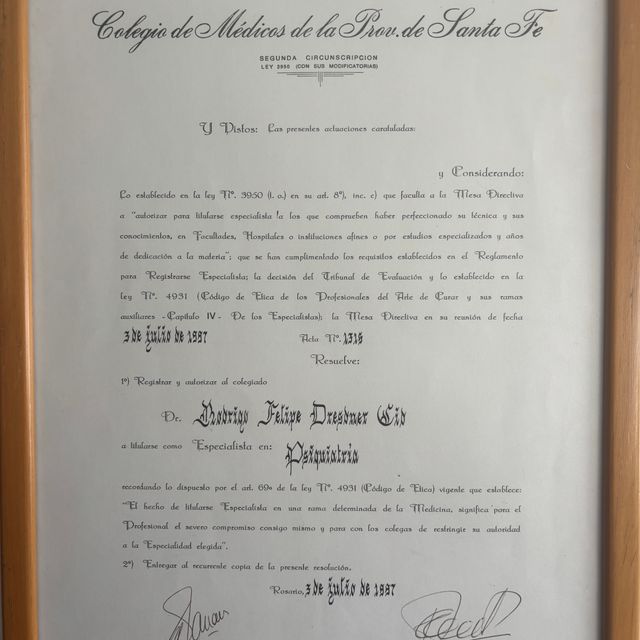 Colegio de Médicos de la Prov. de Santa Fe
SEGUNDA CIRCUNSCRIPCION
LEY 3950 (CON SUS MODIFICATORIAS)
Y Vistos: Las presentes actuaciones caratuladas:
y Considerando:
Lo establecido en la ley Nº. 3950 (t. o.) en su art. 8º), inc. c) que faculta a la Mesa Directiva
a "autorizar para titularse especialista a los que comprueben haber perfeccionado su técnica y sus
conocimientos, en Facultades, Hospitales o instituciones afines o por estudios especializados y años
de dedicación a la materia"; que se han cumplimentado los requisitos establecidos en el Reglamento
para Registrarse Especialista; la decisión del Tribunal de Evaluación y lo establecido en la
ley Nº. 4931 (Código de Etica de los Profesionales del Arte de Curar y sus ramas
auxiliares - Capítulo IV - De los Especialistas); la Mesa Directiva en su reunión de fecha
3 de julio de 1997 Acta Nº. 1315
Resuelve:
1º) Registrar y autorizar al colegiado
Dr. Rodrigo Felipe Dresdner Cid
a titularse como Especialista en: Psiquiatría
recordando lo dispuesto por el art. 69º de la ley Nº. 4931 (Código de Etica) vigente que establece:
"El hecho de titularse Especialista en una rama determinada de la Medicina, significa para el
Profesional el severo compromiso consigo mismo y para con los colegas de restringir su autoridad
a la Especialidad elegida".
2º) Entregar al recurrente copia de la presente resolución.
Rosario, 3 de julio de 1997